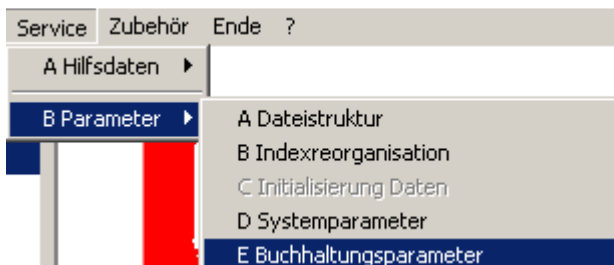 Service Zubehör Ende ?
A Hilfsdaten
B Parameter
A Dateistruktur
B Indexreorganisation
C Initialisierung Daten
D Systemparameter
E Buchhaltungsparameter